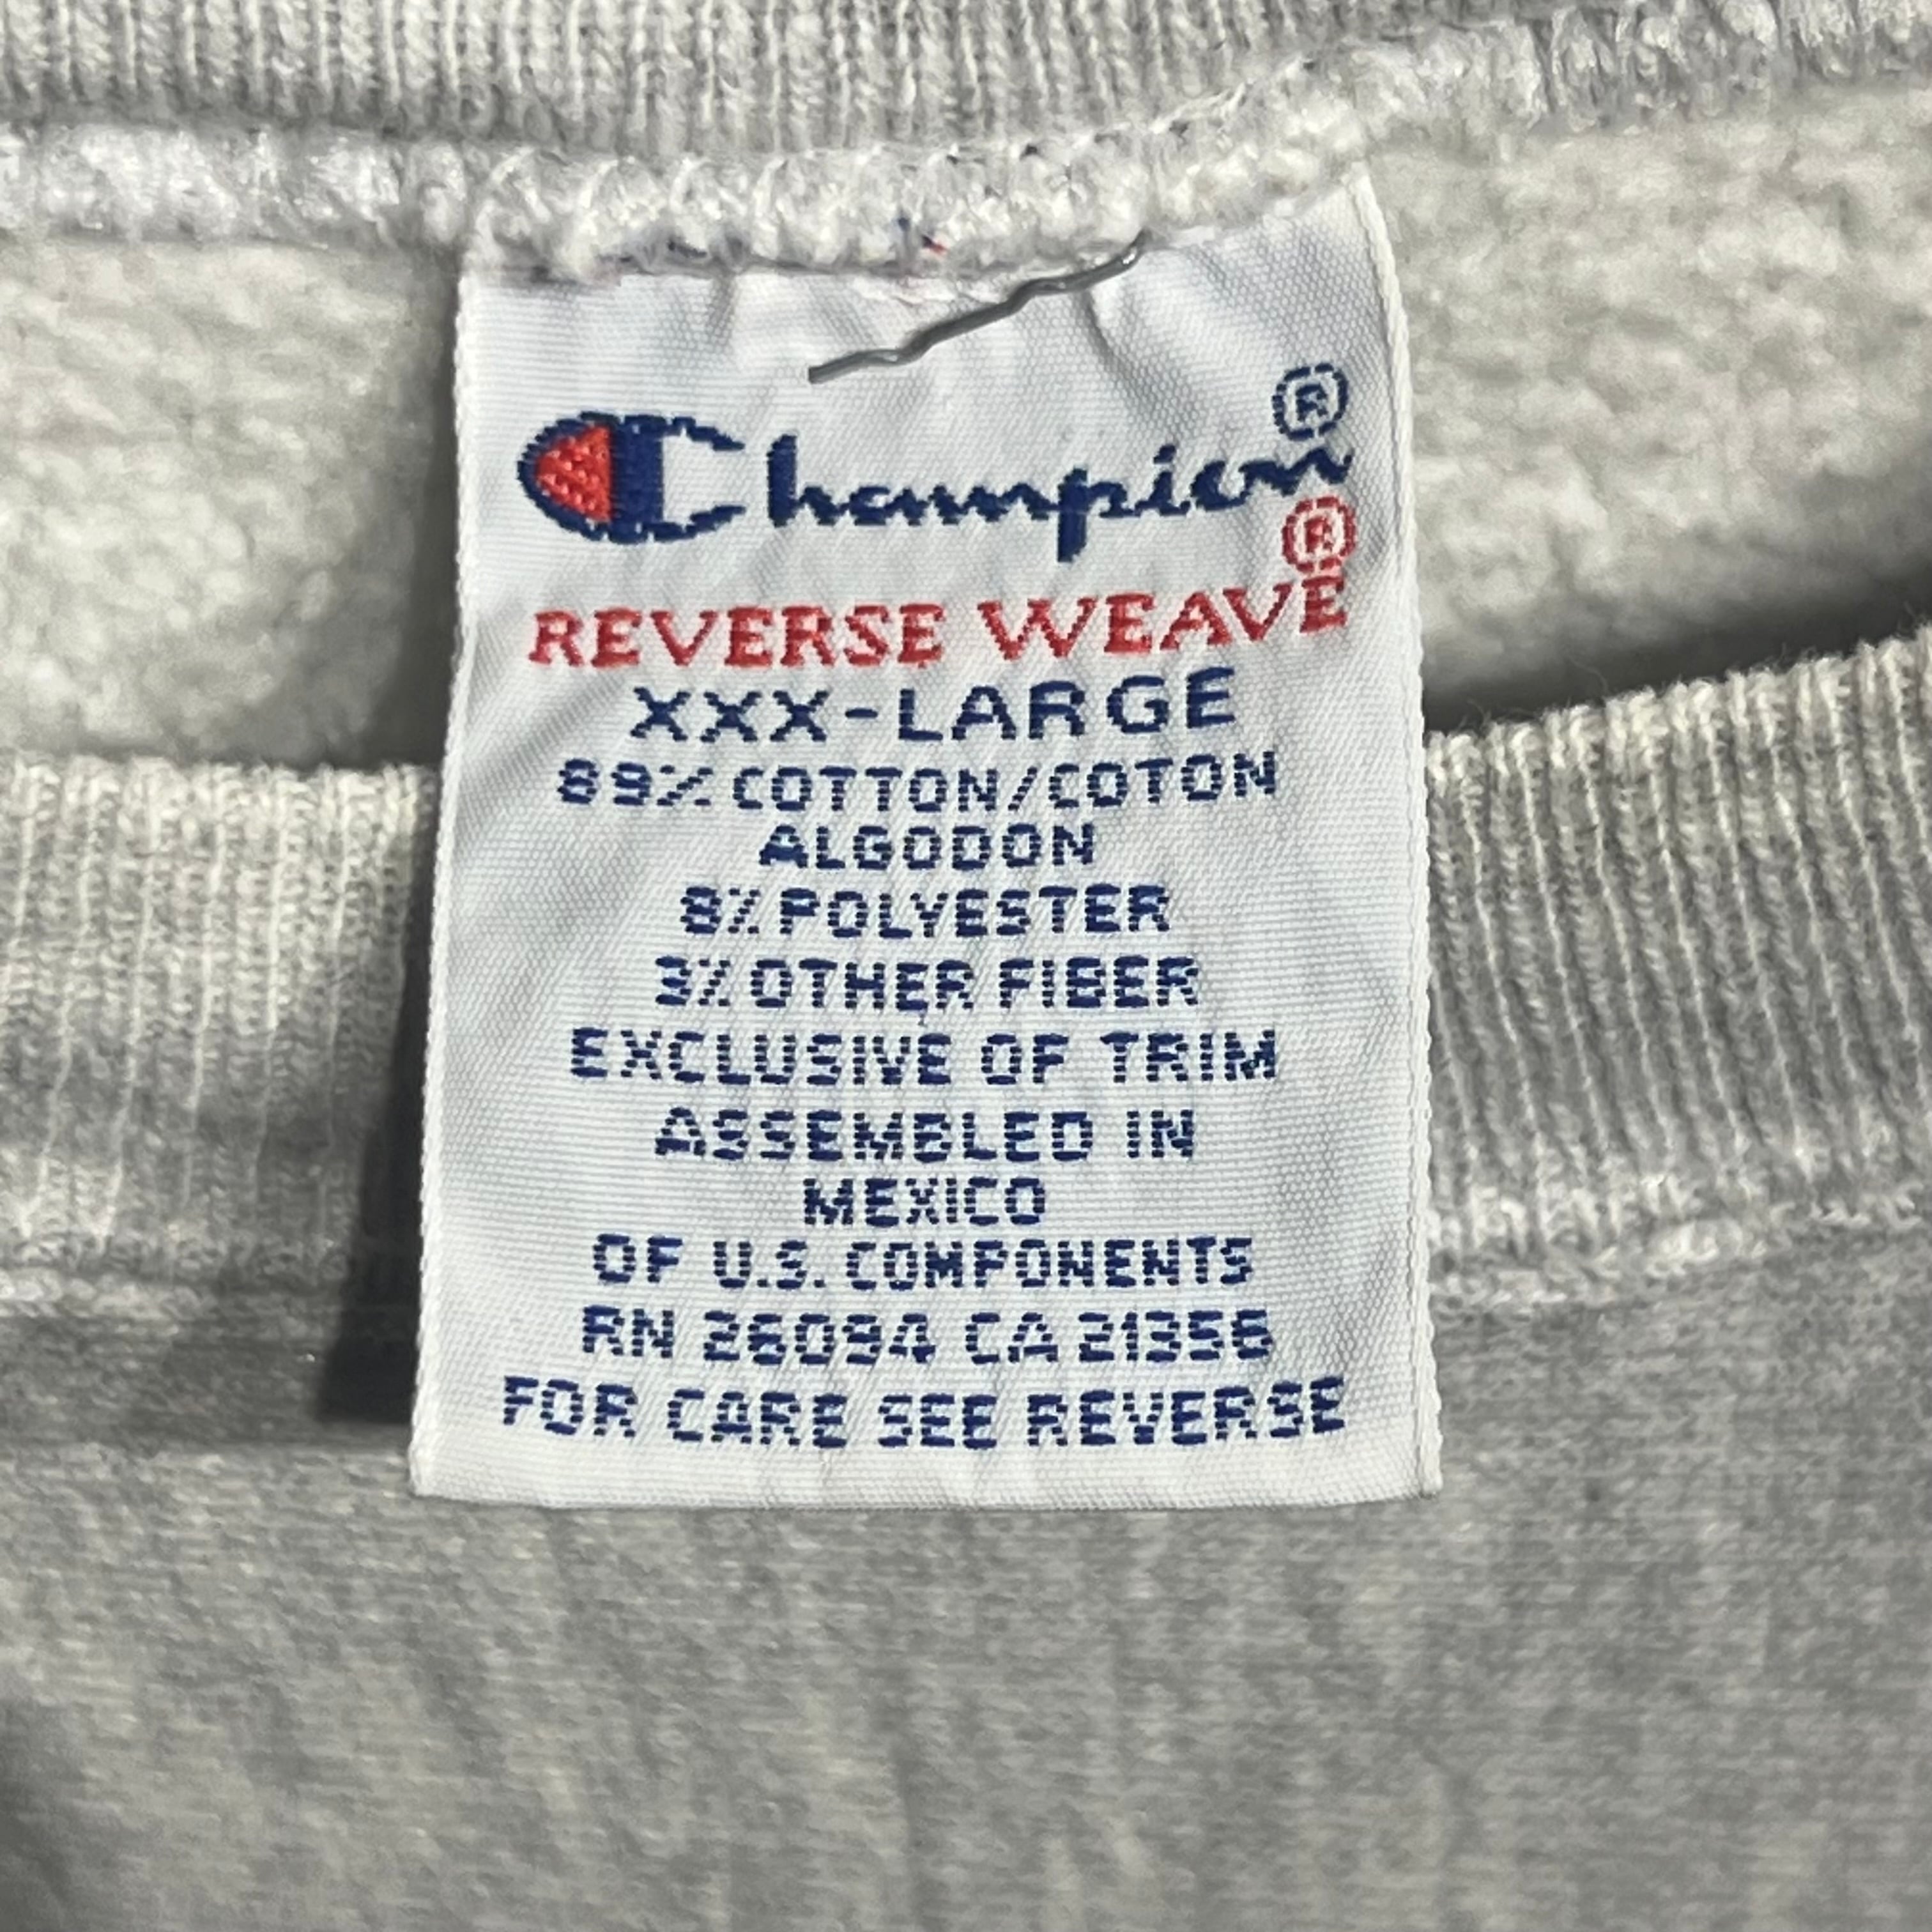 Champion®
REVERSE WEAVE®
XXX-LARGE
89% COTTON/COTON
ALGODON
8% POLYESTER
3% OTHER FIBER
EXCLUSIVE OF TRIM
ASSEMBLED IN
MEXICO
OF U.S. COMPONENTS
RN 26094 CA 21356
FOR CARE SEE REVERSE